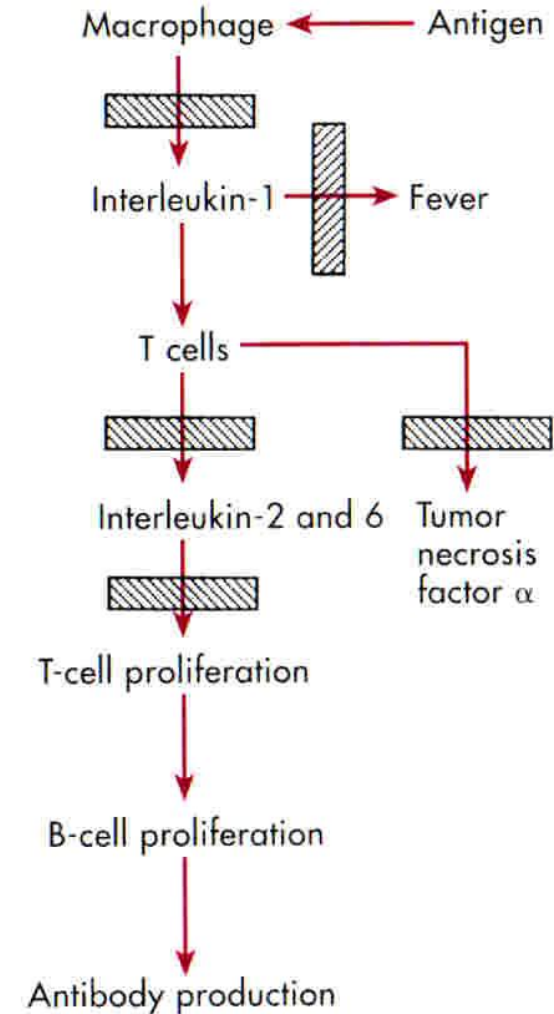 Macrophage Antigen
Interleukin-1 Fever
T cells
Interleukin-2 and 6 Tumor
necrosis
factor α
T-cell proliferation
B-cell proliferation
Antibody production